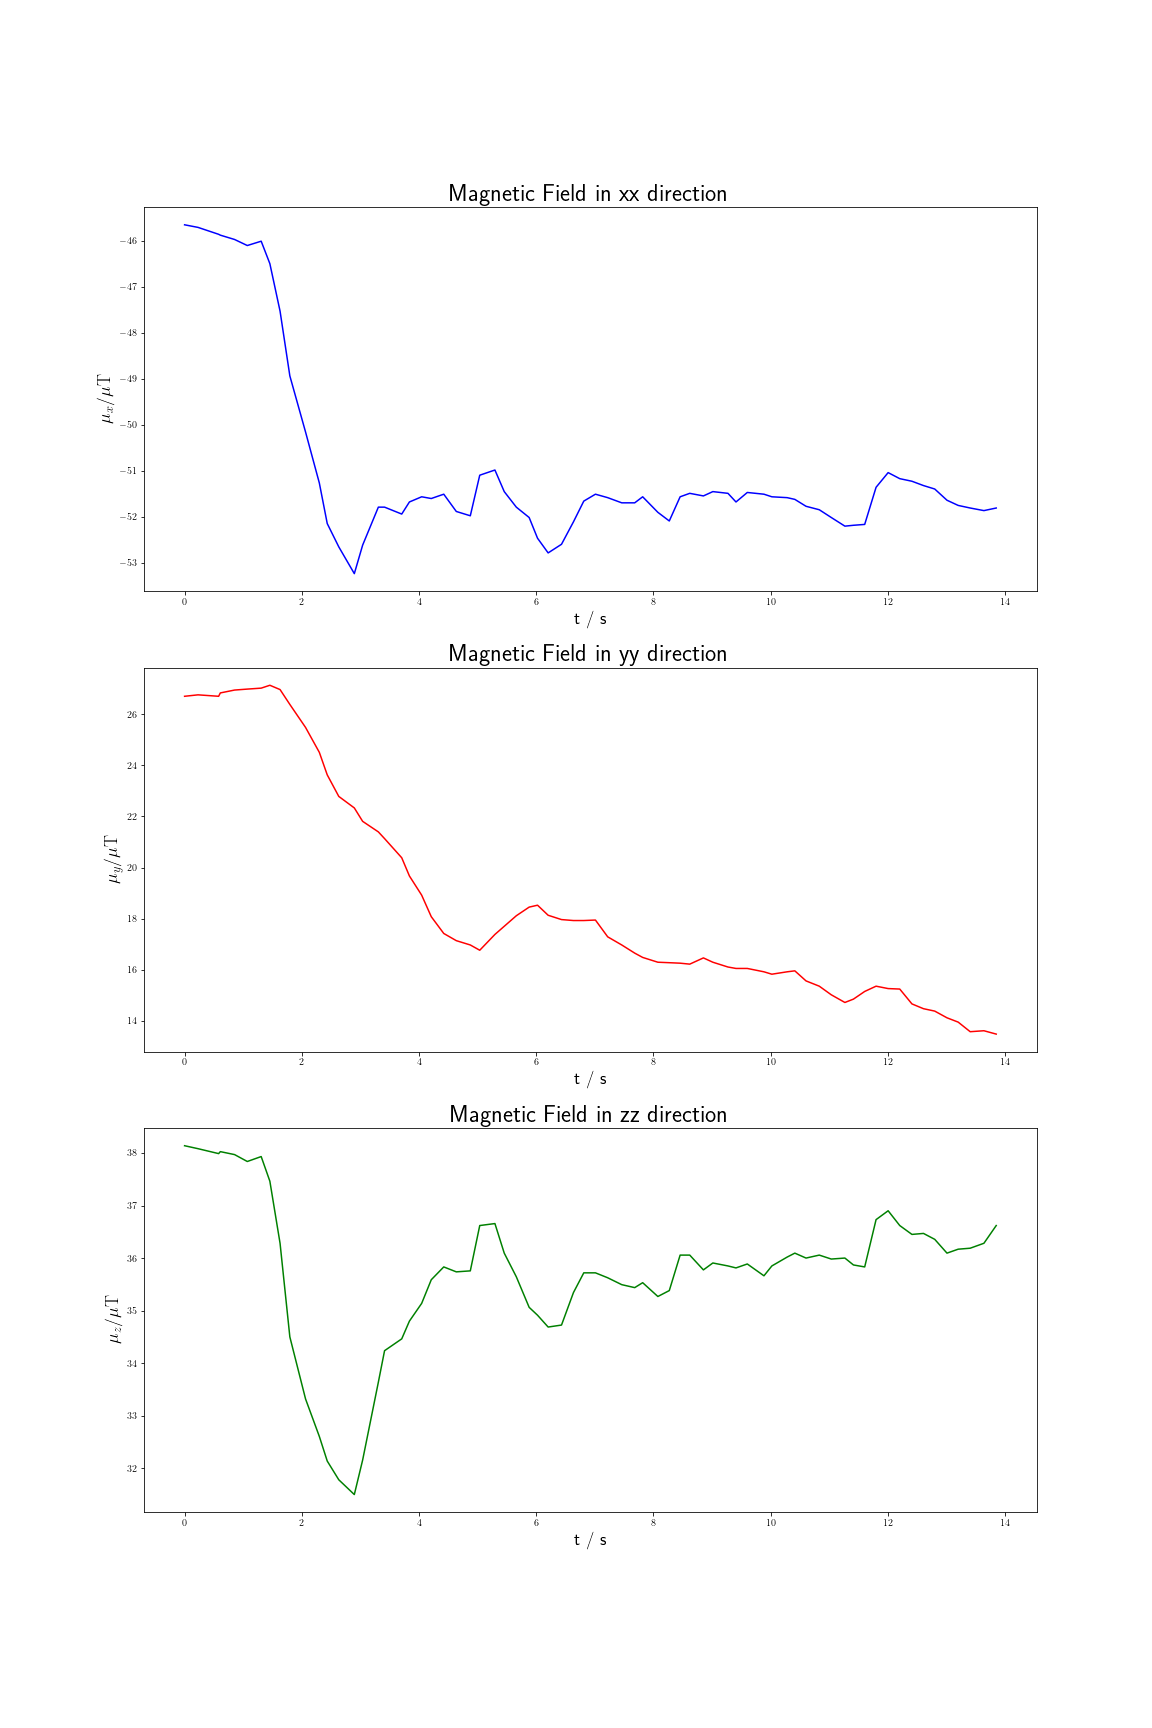 Magnetic Field in xx direction
μx/μT
−46
−47
−48
−49
−50
−51
−52
−53
0 2 4 6 8 10 12 14
t / s
Magnetic Field in yy direction
μy/μT
26
24
22
20
18
16
14
0 2 4 6 8 10 12 14
t / s
Magnetic Field in zz direction
μz/μT
38
37
36
35
34
33
32
0 2 4 6 8 10 12 14
t / s